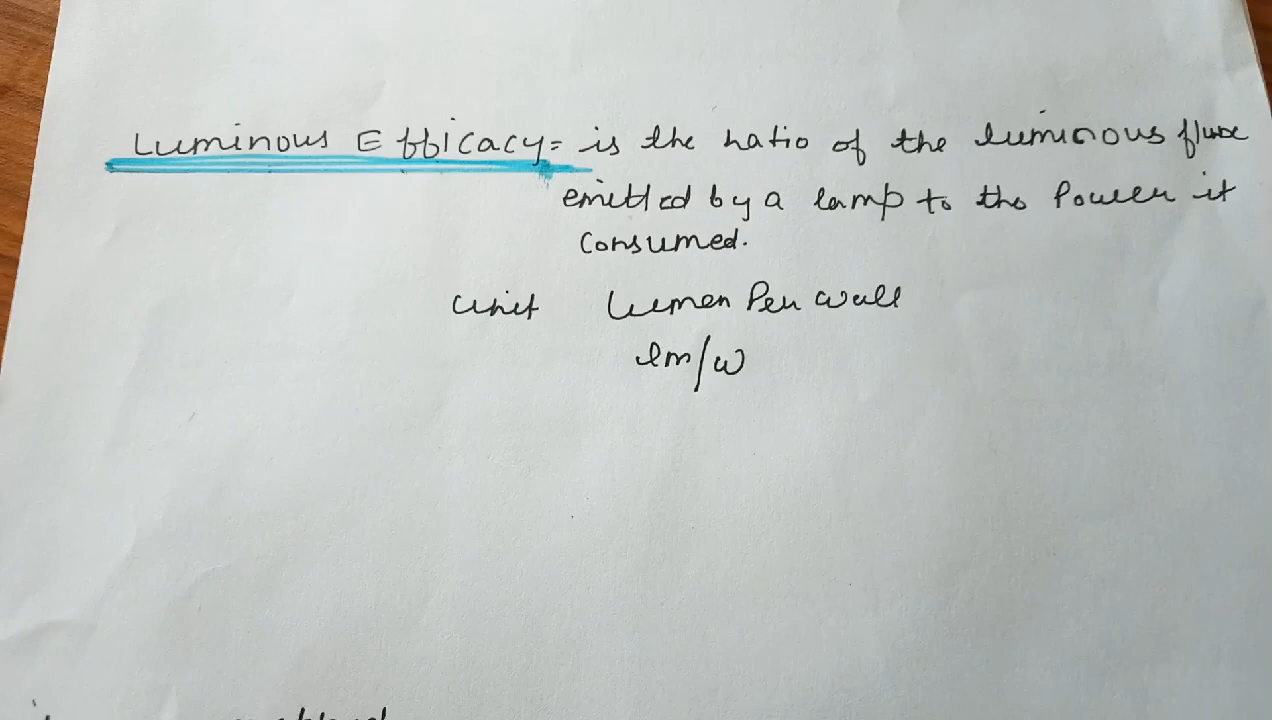 Luminous Efficacy = is the ratio of the luminous flux
emitted by a lamp to the Power it
consumed.
Unit lumen Per watt
lm/w